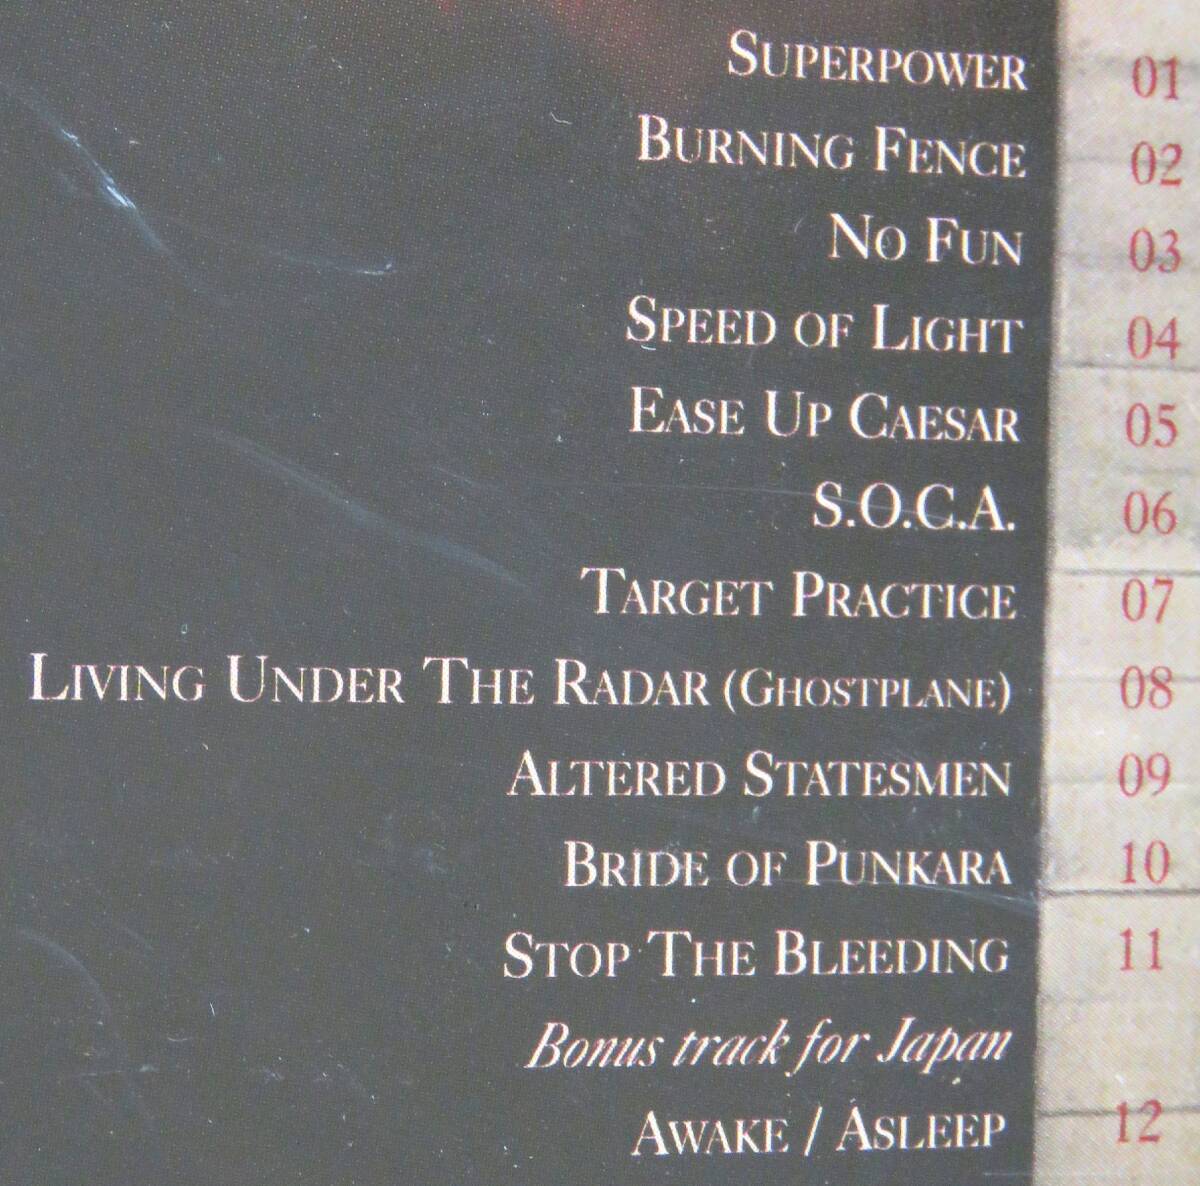 Superpower 01
Burning Fence 02
No Fun 03
Speed of Light 04
Ease Up Caesar 05
S.O.C.A. 06
Target Practice 07
Living Under The Radar (Ghostplane) 08
Altered Statesmen 09
Bride of Punkara 10
Stop The Bleeding 11
Bonus track for Japan
Awake / Asleep 12